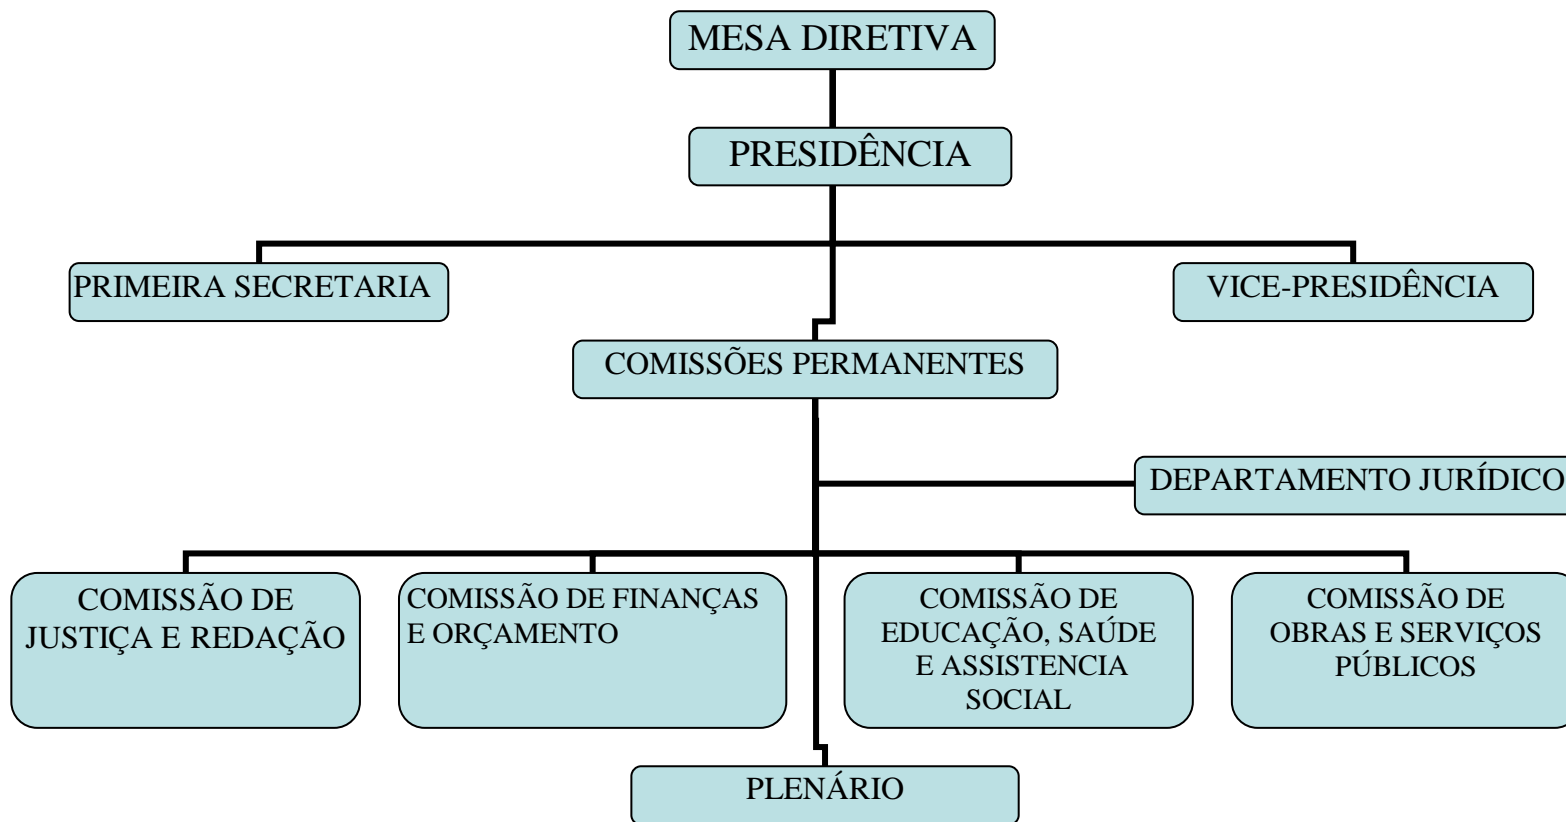 MESA DIRETIVA
PRESIDÊNCIA
PRIMEIRA SECRETARIA
VICE-PRESIDÊNCIA
COMISSÕES PERMANENTES
DEPARTAMENTO JURÍDICO
COMISSÃO DE
JUSTIÇA E REDAÇÃO
COMISSÃO DE FINANÇAS
E ORÇAMENTO
COMISSÃO DE
EDUCAÇÃO, SAÚDE
E ASSISTENCIA
SOCIAL
COMISSÃO DE
OBRAS E SERVIÇOS
PÚBLICOS
PLENÁRIO